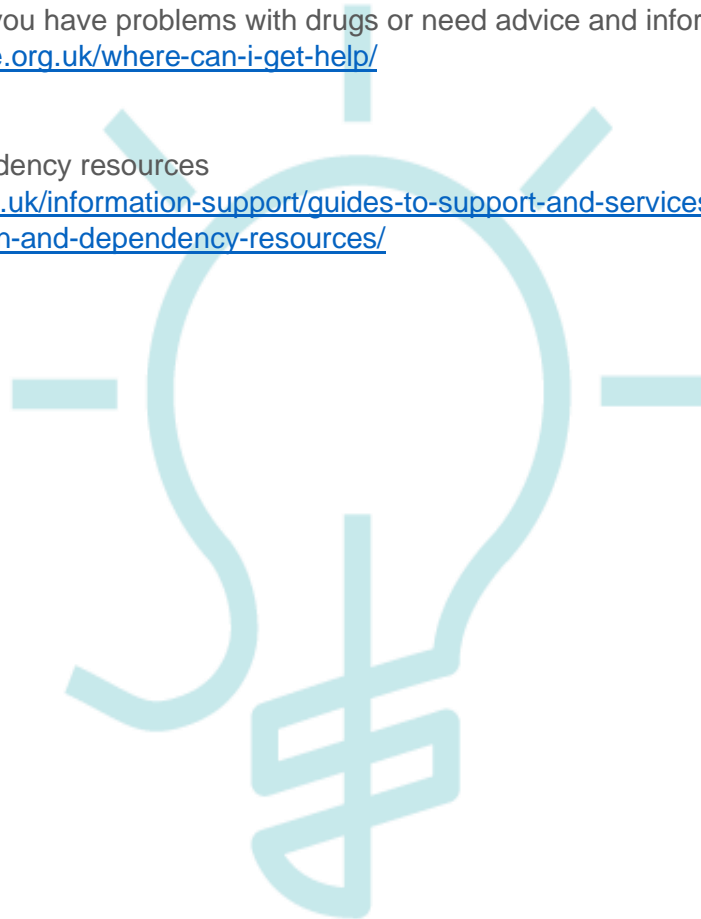 you have problems with drugs or need advice and infor
e.org.uk/where-can-i-get-help/
dency resources
.uk/information-support/guides-to-support-and-services
n-and-dependency-resources/